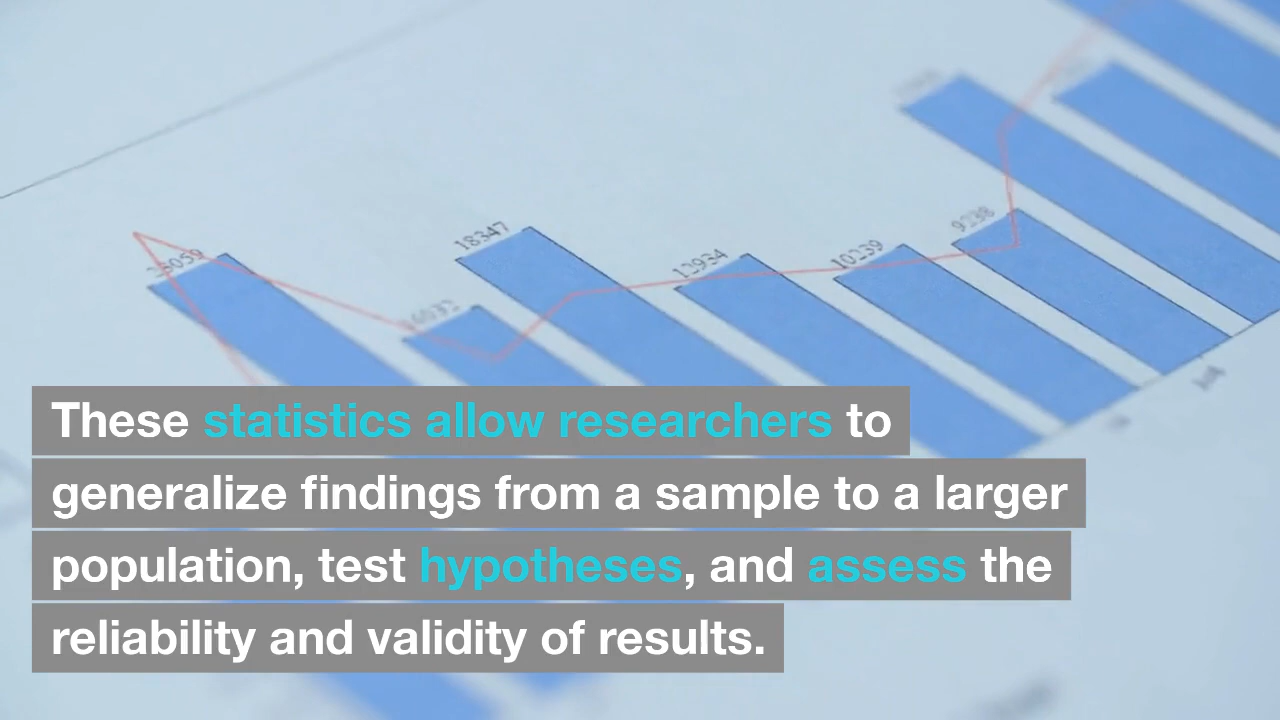 18347
10239
These statistics allow researchers to
generalize findings from a sample to a larger
population, test hypotheses, and assess the
reliability and validity of results.